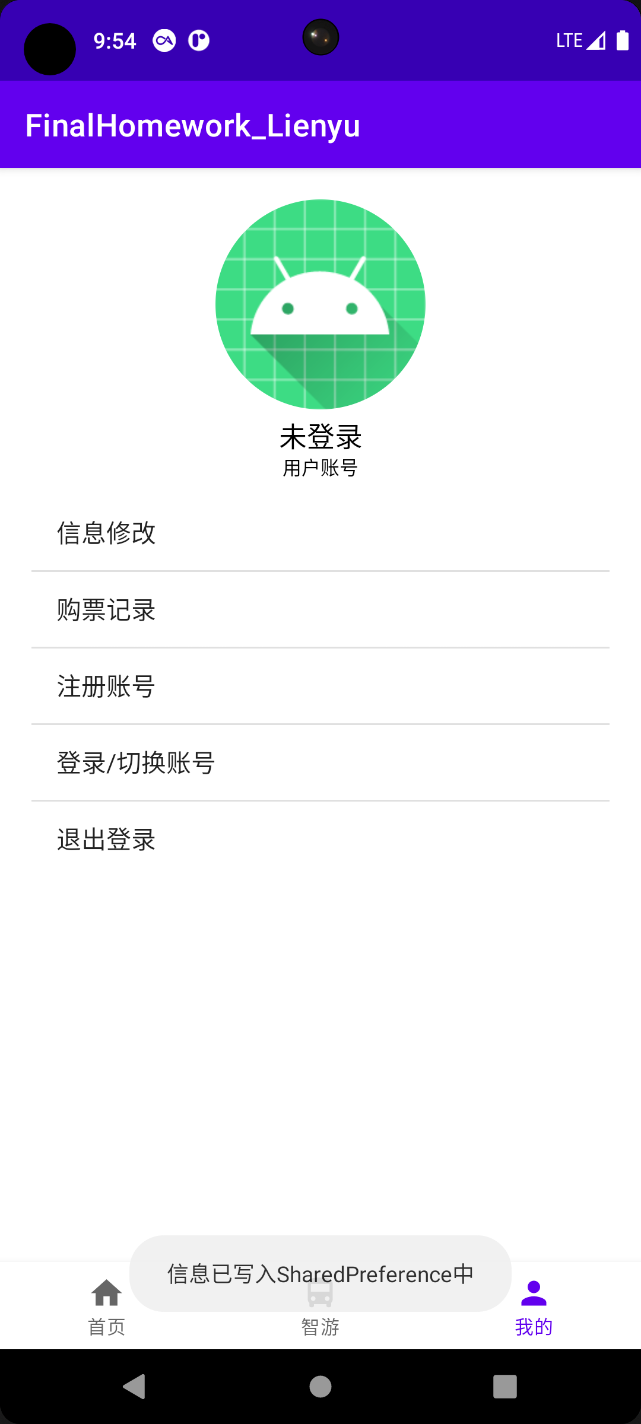 9:54
LTE
FinalHomework_Lienyu
未登录
用户账号
信息修改
购票记录
注册账号
登录/切换账号
退出登录
信息已写入SharedPreference中
首页
智游
我的